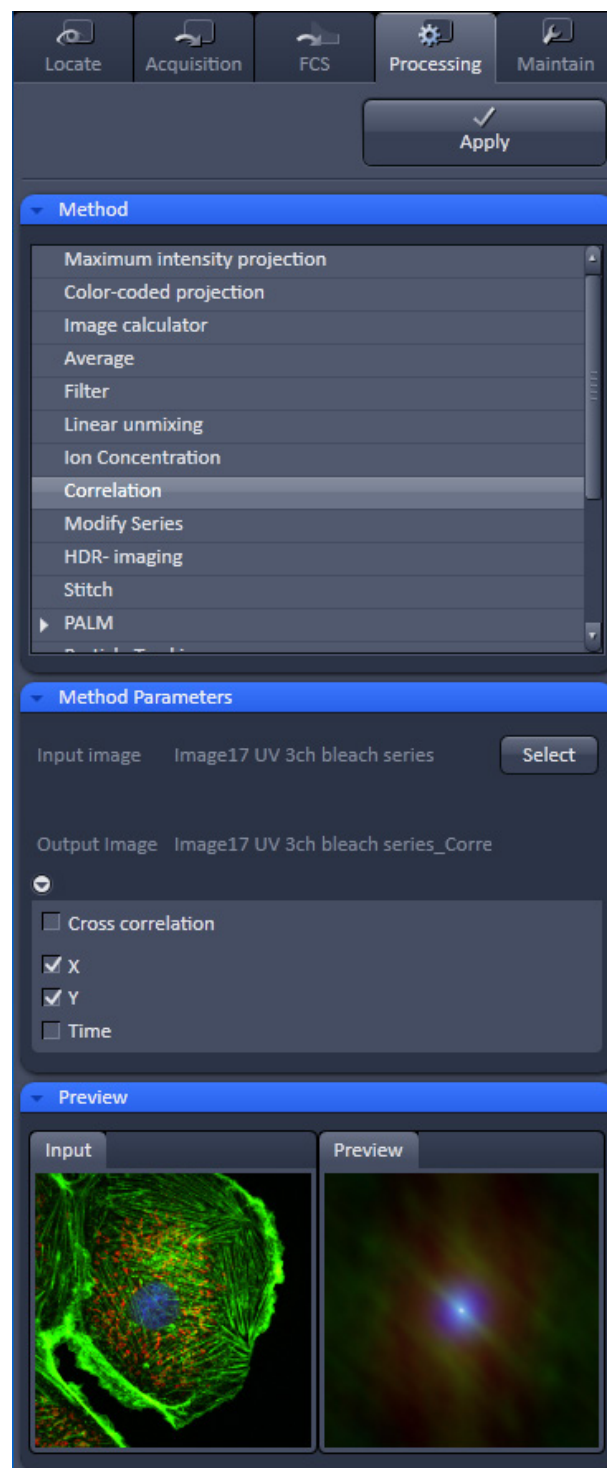 Locate Acquisition FCS Processing Maintain
Apply
Method
Maximum intensity projection
Color-coded projection
Image calculator
Average
Filter
Linear unmixing
Ion Concentration
Correlation
Modify Series
HDR- imaging
Stitch
PALM
Method Parameters
Input image Image17 UV 3ch bleach series Select
Output Image Image17 UV 3ch bleach series_Corre
Cross correlation
X
Y
Time
Preview
Input Preview